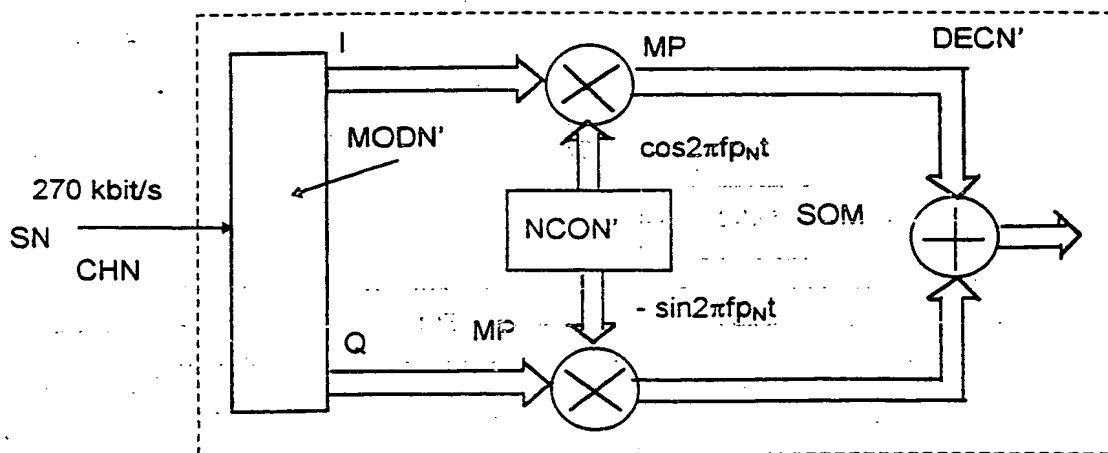 I
MP
DECN'
MODN'
cos2πfpNt
270 kbit/s
SN
CHN
NCON'
SOM
- sin2πfpNt
Q
MP